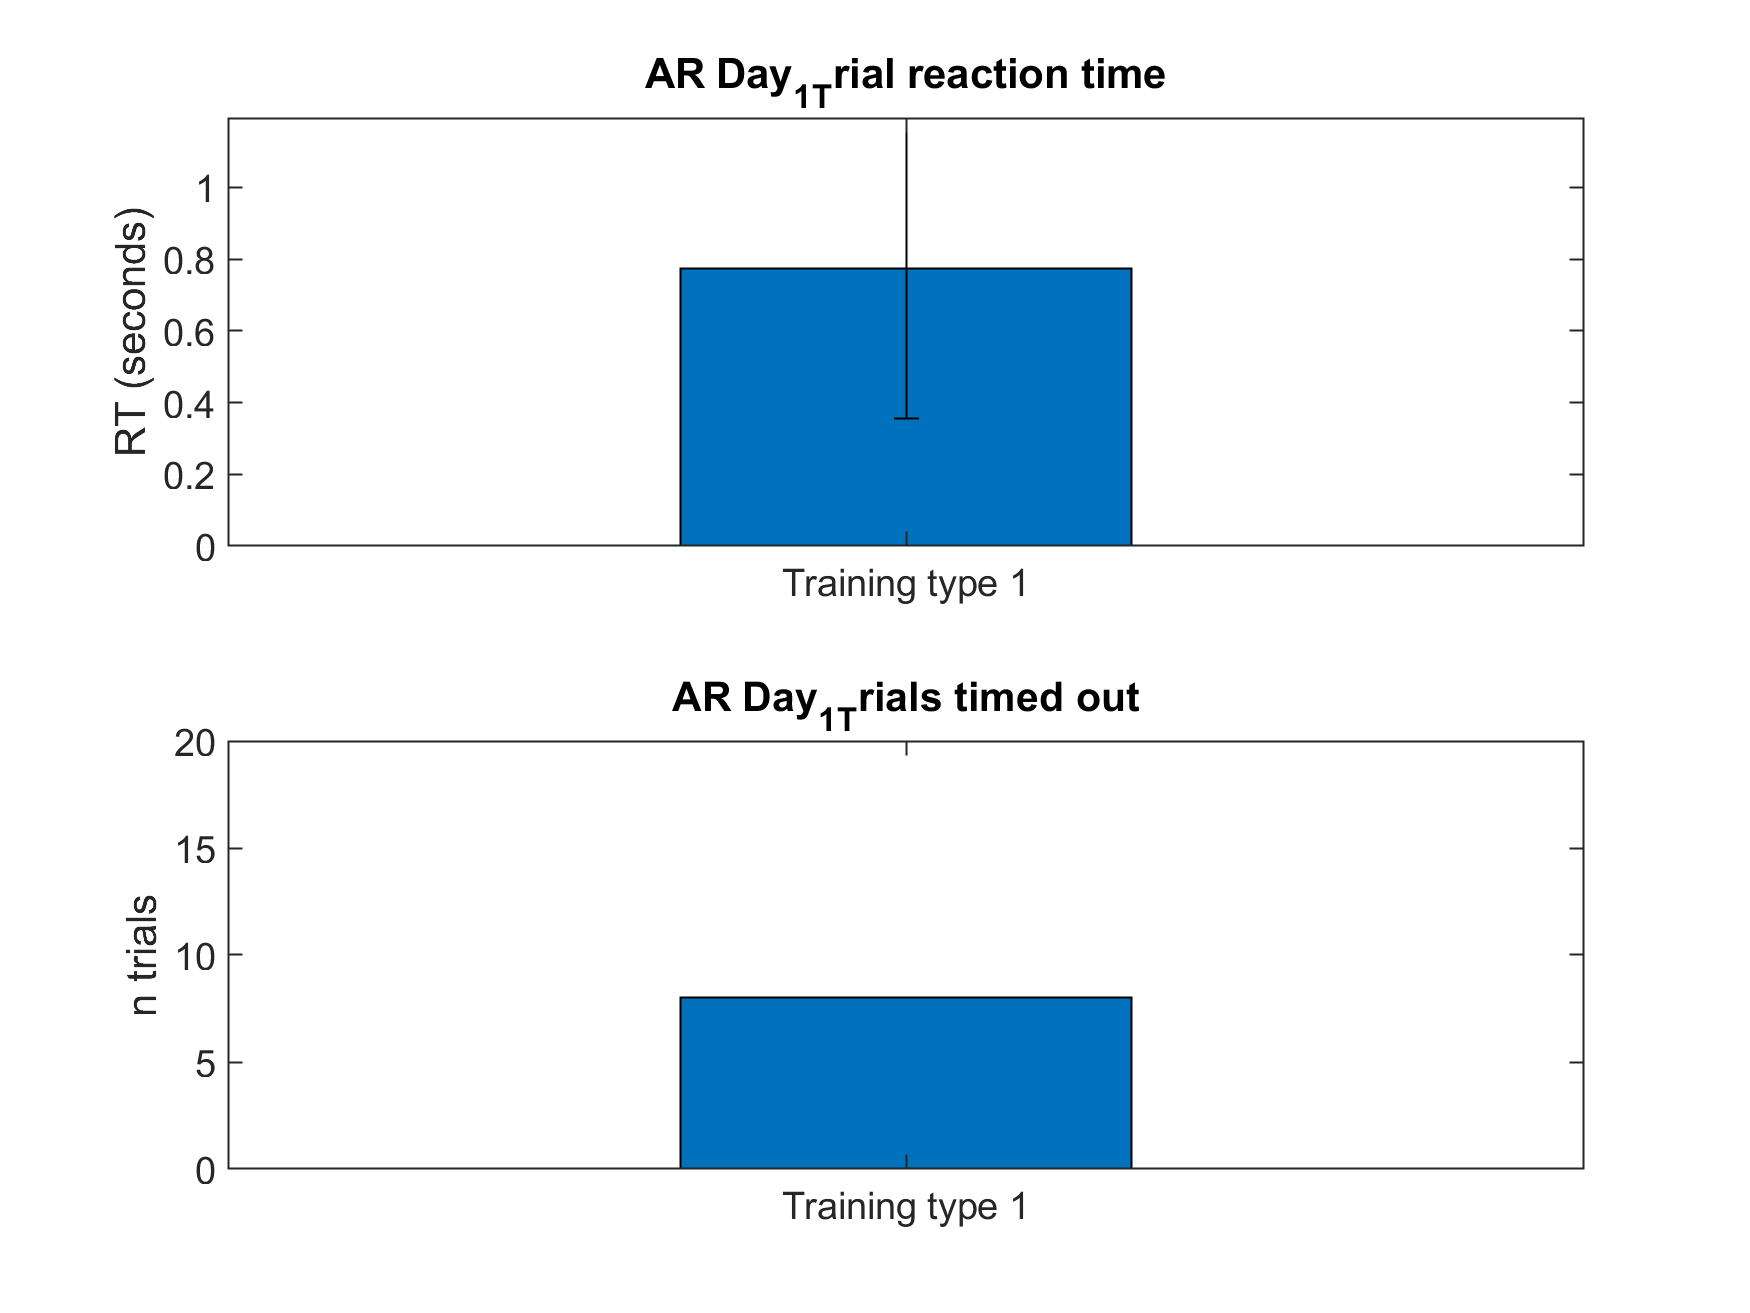 AR Day1Trial reaction time
RT (seconds)
1
0.8
0.6
0.4
0.2
0
Training type 1
AR Day1Trials timed out
n trials
20
15
10
5
0
Training type 1